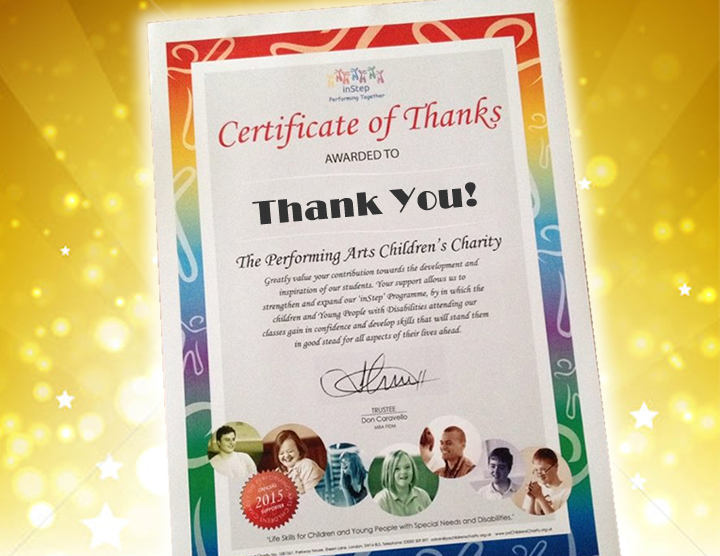 inStep
Performing Together
Certificate of Thanks
AWARDED TO
Thank You!
The Performing Arts Children's Charity
Greatly value your contribution towards the development and
inspiration of our students. Your support allows us to
strengthen and expand our 'inStep' Programme, by in which the
children and Young People with Disabilities attending our
classes gain in confidence and develop skills that will stand them
in good stead for all aspects of their lives ahead.
TRUSTEE
Don Caravello
MBA FIDM
OFFICIAL
2015
SUPPORTER
"Life Skills for Children and Young People with Special Needs and Disabilities."